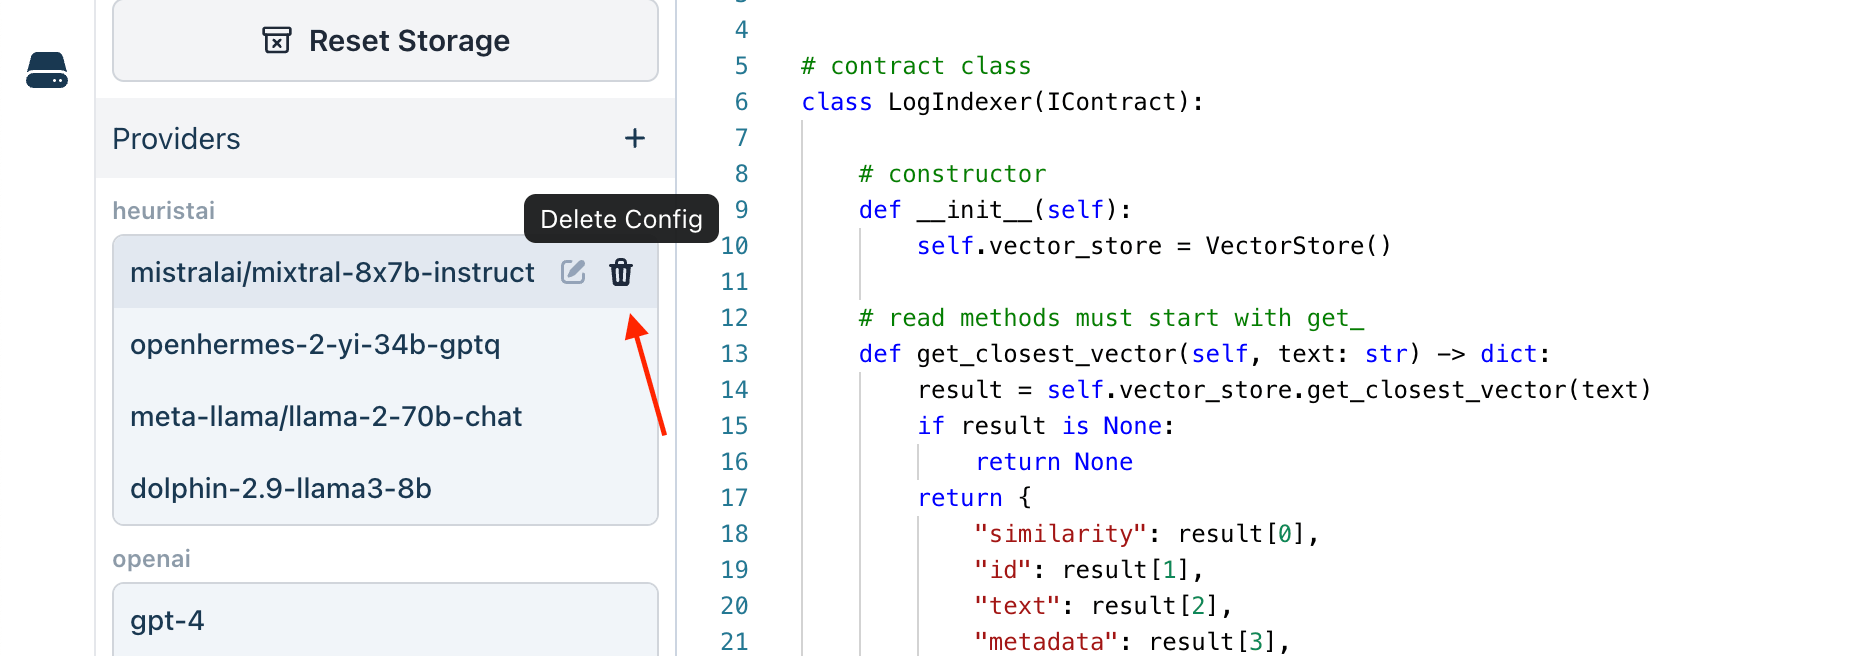 Reset Storage
Providers
heuristai
Delete Config
mistralai/mixtral-8x7b-instruct
openhermes-2-yi-34b-gptq
meta-llama/llama-2-70b-chat
dolphin-2.9-llama3-8b
openai
gpt-4
4
5 # contract class
6 class LogIndexer(IContract):
7
8 # constructor
9 def __init__(self):
10 self.vector_store = VectorStore()
11
12 # read methods must start with get_
13 def get_closest_vector(self, text: str) -> dict:
14 result = self.vector_store.get_closest_vector(text)
15 if result is None:
16 return None
17 return {
18 "similarity": result[0],
19 "id": result[1],
20 "text": result[2],
21 "metadata": result[3],